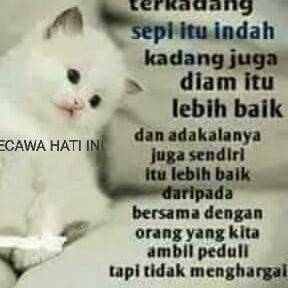 terkadang
sepi itu indah
kadang juga
diam itu
lebih baik
ECAWA HATI INI
dan adakalanya
juga sendiri
itu lebih baik
daripada
bersama dengan
orang yang kita
ambil peduli
tapi tidak menghargai